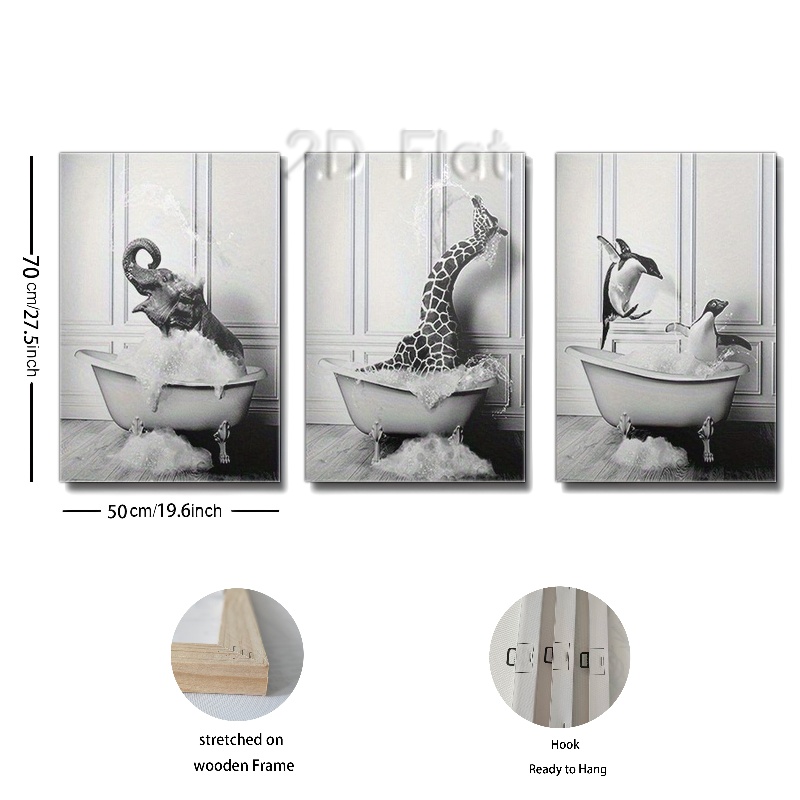 2D Flat
70 cm/27.5inch
50cm/19.6inch
stretched on
wooden Frame
Hook
Ready to Hang